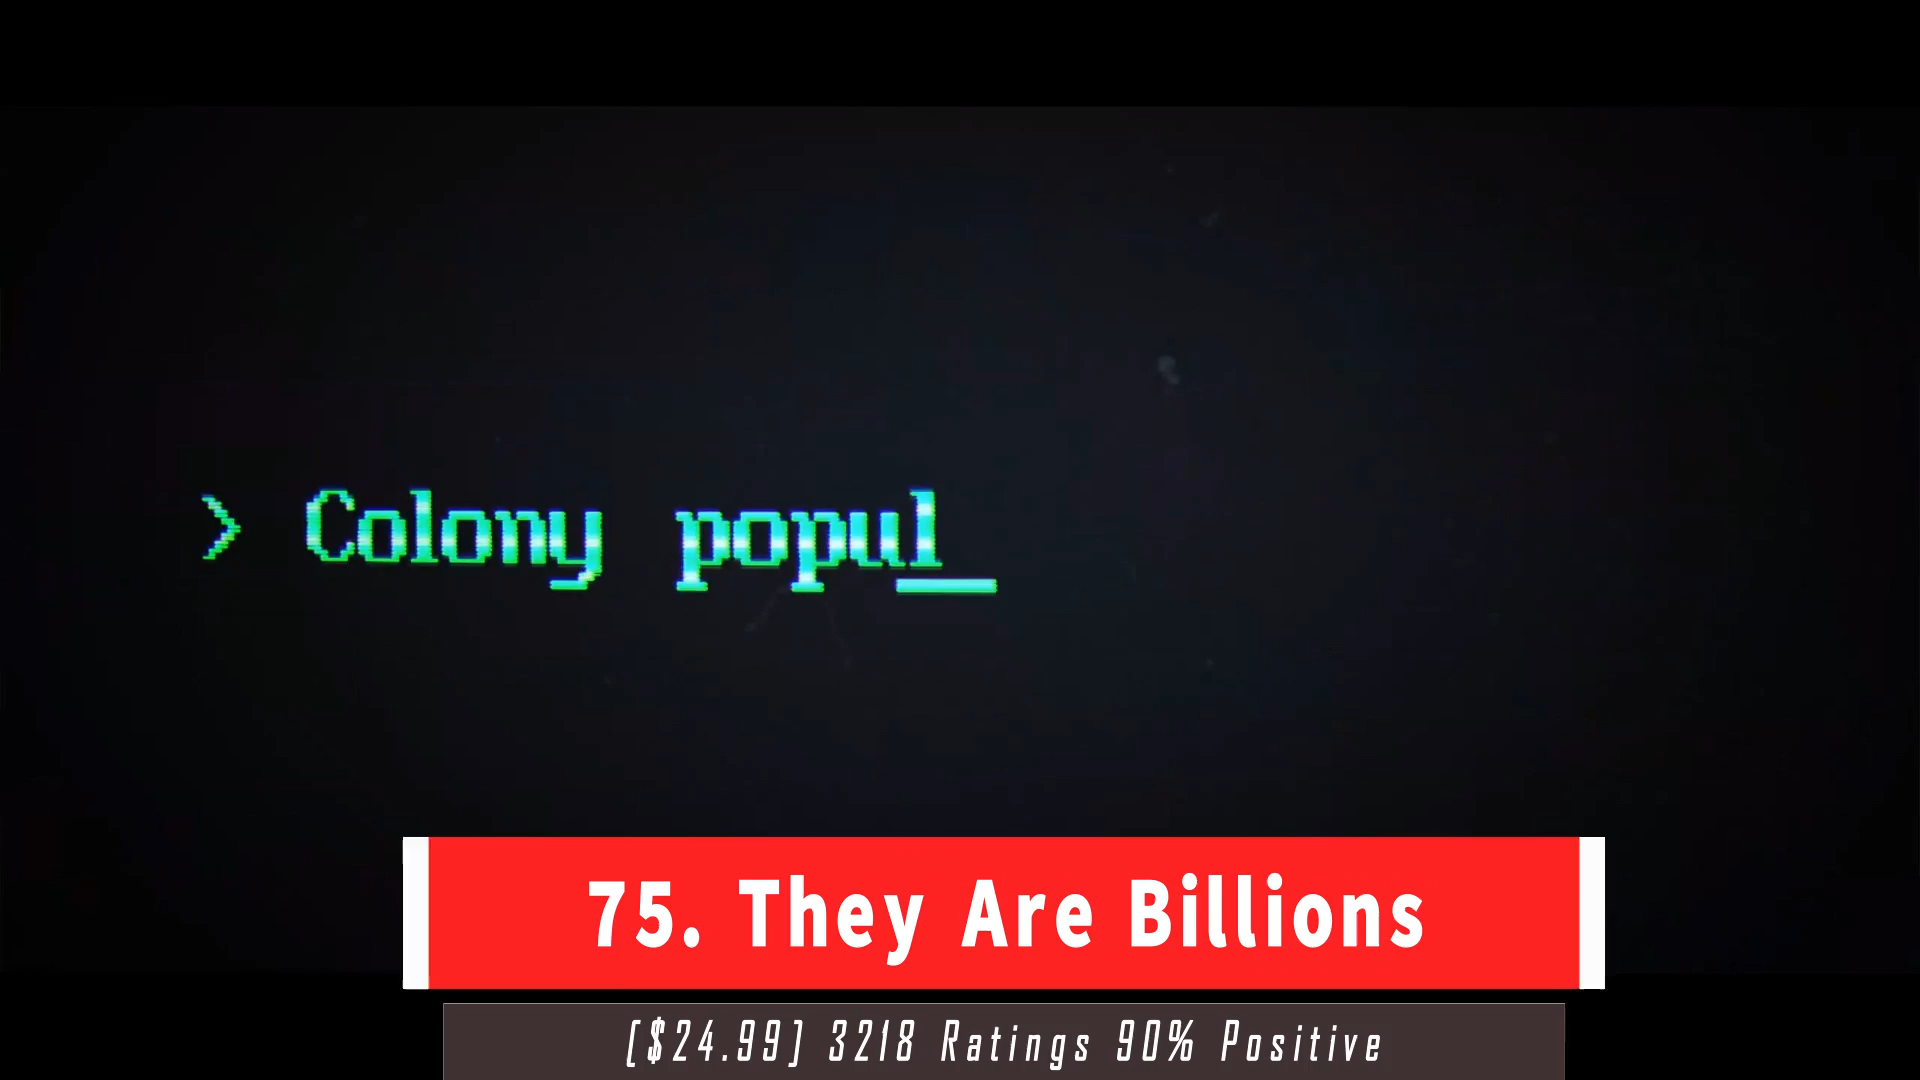 > Colony popul_
75. They Are Billions
[$24.99] 3218 Ratings 90% Positive